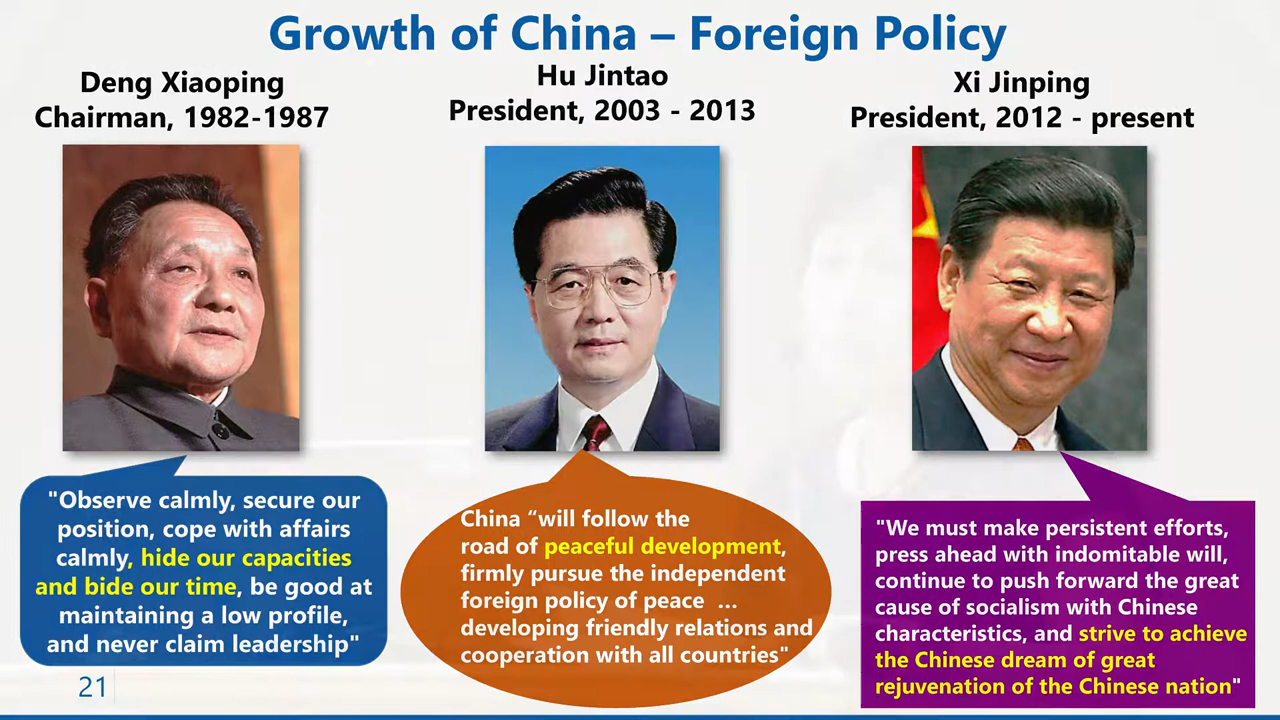 Growth of China – Foreign Policy
Deng Xiaoping
Chairman, 1982-1987
Hu Jintao
President, 2003 - 2013
Xi Jinping
President, 2012 - present
"Observe calmly, secure our
position, cope with affairs
calmly, hide our capacities
and bide our time, be good at
maintaining a low profile,
and never claim leadership"
China “will follow the
road of peaceful development,
firmly pursue the independent
foreign policy of peace ...
developing friendly relations and
cooperation with all countries"
"We must make persistent efforts,
press ahead with indomitable will,
continue to push forward the great
cause of socialism with Chinese
characteristics, and strive to achieve
the Chinese dream of great
rejuvenation of the Chinese nation"
21